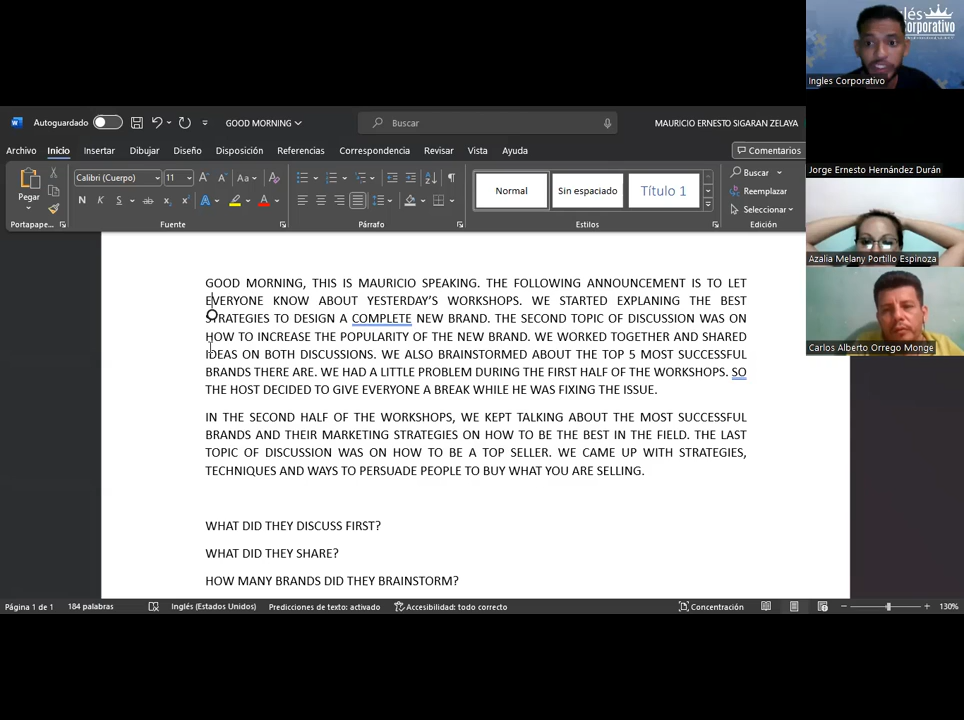 Autoguardado
GOOD MORNING
Buscar
MAURICIO ERNESTO SIGARAN ZELAYA
Archivo Inicio Insertar Dibujar Diseño Disposición Referencias Correspondencia Revisar Vista Ayuda Comentarios
Pegar
Calibri (Cuerpo) 11
Normal
Sin espaciado
Título 1
Buscar
Reemplazar
Seleccionar
Portapape... Fuente Párrafo Estilos Edición
GOOD MORNING, THIS IS MAURICIO SPEAKING. THE FOLLOWING ANNOUNCEMENT IS TO LET
EVERYONE KNOW ABOUT YESTERDAY'S WORKSHOPS. WE STARTED EXPLANING THE BEST
STRATEGIES TO DESIGN A COMPLETE NEW BRAND. THE SECOND TOPIC OF DISCUSSION WAS ON
HOW TO INCREASE THE POPULARITY OF THE NEW BRAND. WE WORKED TOGETHER AND SHARED
IDEAS ON BOTH DISCUSSIONS. WE ALSO BRAINSTORMED ABOUT THE TOP 5 MOST SUCCESSFUL
BRANDS THERE ARE. WE HAD A LITTLE PROBLEM DURING THE FIRST HALF OF THE WORKSHOPS. SO
THE HOST DECIDED TO GIVE EVERYONE A BREAK WHILE HE WAS FIXING THE ISSUE.
IN THE SECOND HALF OF THE WORKSHOPS, WE KEPT TALKING ABOUT THE MOST SUCCESSFUL
BRANDS AND THEIR MARKETING STRATEGIES ON HOW TO BE THE BEST IN THE FIELD. THE LAST
TOPIC OF DISCUSSION WAS ON HOW TO BE A TOP SELLER. WE CAME UP WITH STRATEGIES,
TECHNIQUES AND WAYS TO PERSUADE PEOPLE TO BUY WHAT YOU ARE SELLING.
WHAT DID THEY DISCUSS FIRST?
WHAT DID THEY SHARE?
HOW MANY BRANDS DID THEY BRAINSTORM?
Página 1 de 1 184 palabras Inglés (Estados Unidos) Predicciones de texto: activado Accesibilidad: todo correcto Concentración 130%
Ingles Corporativo
Jorge Ernesto Hernández Durán
Azalia Melany Portillo Espinoza
Carlos Alberto Orrego Monge